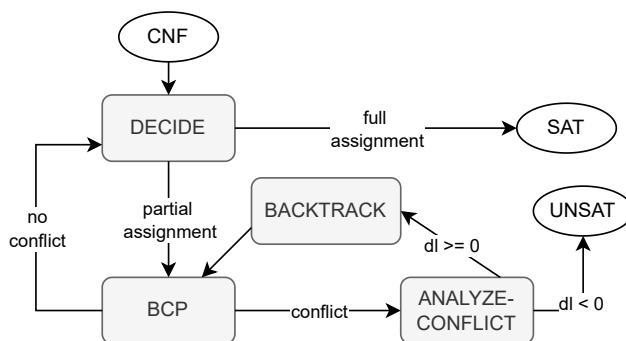 CNF
DECIDE
full
assignment
SAT
no
conflict
partial
assignment
BACKTRACK
UNSAT
dl >= 0
BCP
conflict
ANALYZE-
CONFLICT
dl < 0